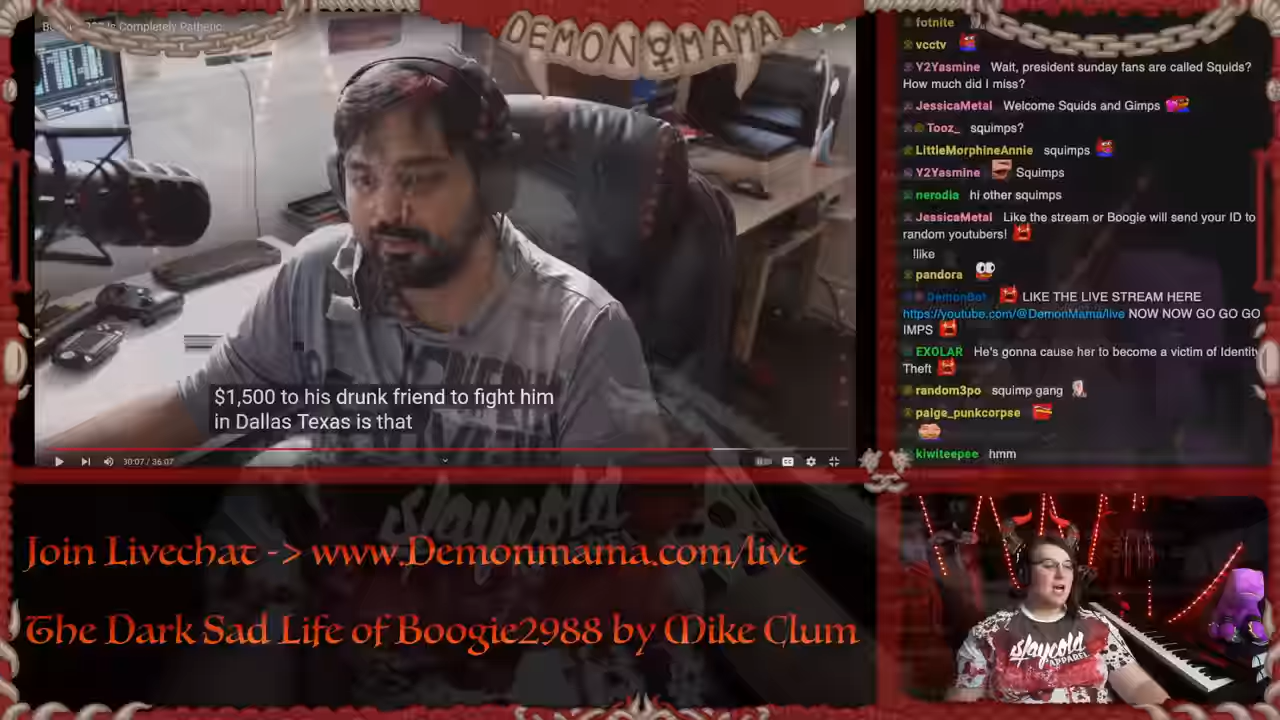 DEMON MAMA
$1,500 to his drunk friend to fight him
in Dallas Texas is that
30:07 / 36:07
fotnite
vcctv
Y2Yasmine Wait, president sunday fans are called Squids?
How much did I miss?
JessicaMetal Welcome Squids and Gimps
Tooz_ squimps?
LittleMorphineAnnie squimps
Y2Yasmine Squimps
nerodia hi other squimps
JessicaMetal Like the stream or Boogie will send your ID to
random youtubers!
!like
pandora
DemonBot LIKE THE LIVE STREAM HERE
https://youtube.com/@DemonMama/live NOW NOW GO GO GO
IMPS
EXOLAR He's gonna cause her to become a victim of Identity
Theft
random3po squimp gang
paige_punkcorpse
kiwiteepee hmm
Join Livechat -> www.Demonmama.com/live
The Dark Sad Life of Boogie2988 by Mike Clum
slaycold
APPAREL